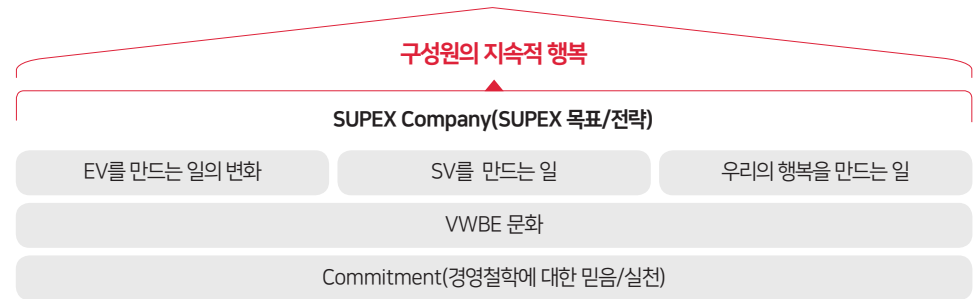 구성원의 지속적 행복
SUPEX Company(SUPEX 목표/전략)
EV를 만드는 일의 변화
SV를 만드는 일
우리의 행복을 만드는 일
VWBE 문화
Commitment(경영철학에 대한 믿음/실천)